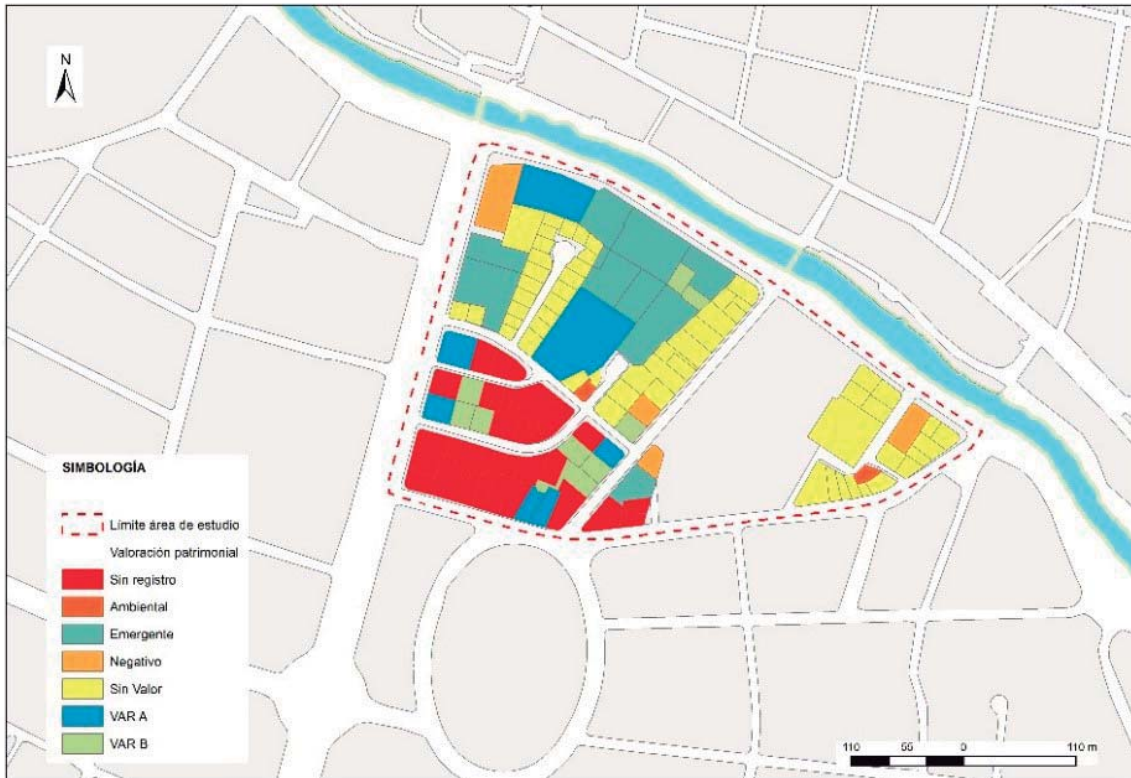 N
SIMBOLOGÍA
Límite área de estudio
Valoración patrimonial
Sin registro
Ambiental
Emergente
Negativo
Sin Valor
VAR A
VAR B
110 55 0 110 m